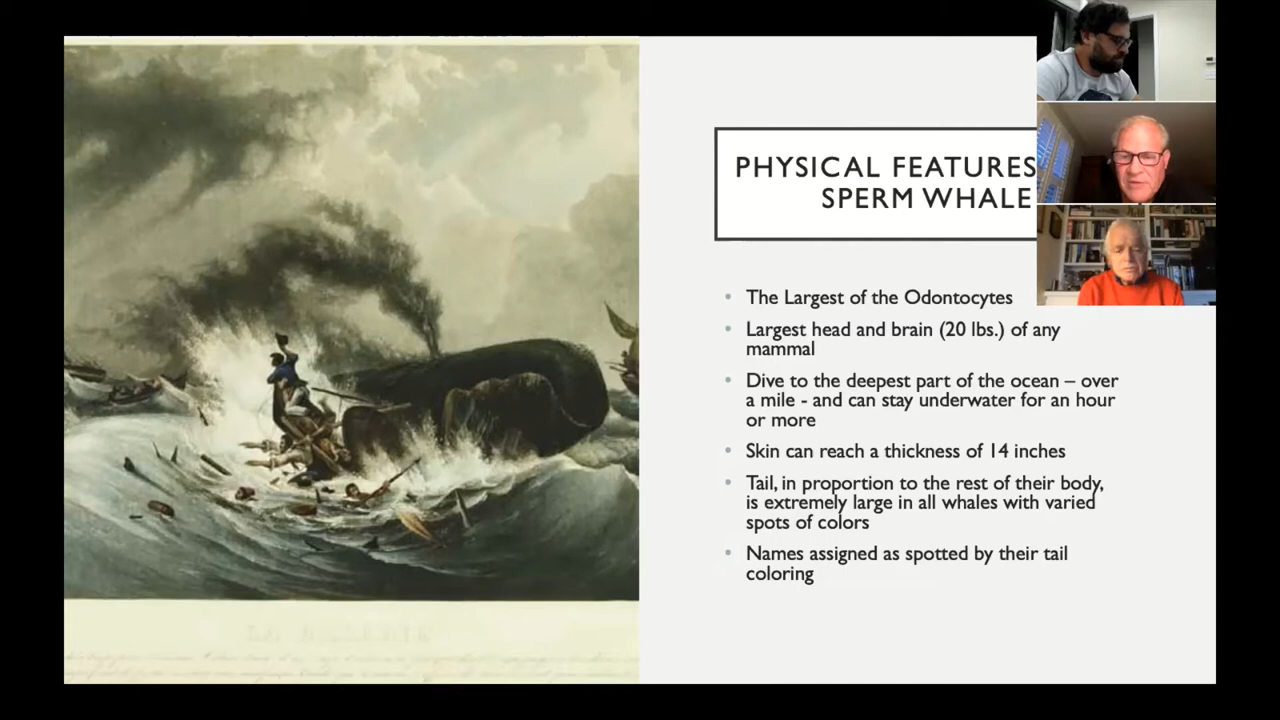 PHYSICAL FEATURES
SPERM WHALE
• The Largest of the Odontocytes
• Largest head and brain (20 lbs.) of any
mammal
• Dive to the deepest part of the ocean – over
a mile - and can stay underwater for an hour
or more
• Skin can reach a thickness of 14 inches
• Tail, in proportion to the rest of their body,
is extremely large in all whales with varied
spots of colors
• Names assigned as spotted by their tail
coloring